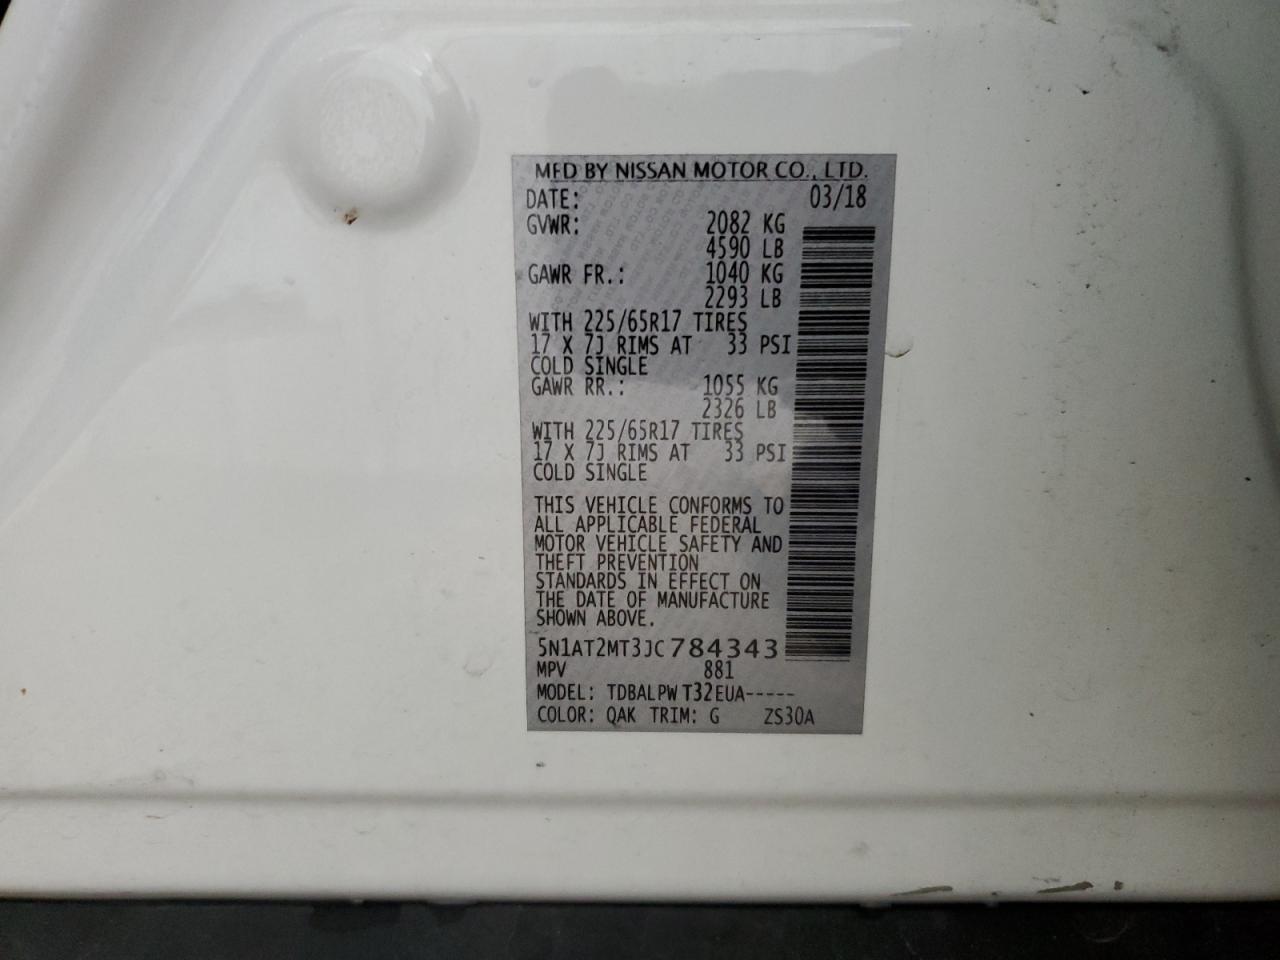 MFD BY NISSAN MOTOR CO., LTD.
DATE: 03/18
GVWR: 2082 KG
4590 LB
GAWR FR.: 1040 KG
2293 LB
WITH 225/65R17 TIRES
17 X 7J RIMS AT 33 PSI
COLD SINGLE
GAWR RR.: 1055 KG
2326 LB
WITH 225/65R17 TIRES
17 X 7J RIMS AT 33 PSI
COLD SINGLE
THIS VEHICLE CONFORMS TO
ALL APPLICABLE FEDERAL
MOTOR VEHICLE SAFETY AND
THEFT PREVENTION
STANDARDS IN EFFECT ON
THE DATE OF MANUFACTURE
SHOWN ABOVE.
5N1AT2MT3JC784343
MPV 881
MODEL: TDBALPW T32EUA-----
COLOR: QAK TRIM: G ZS30A